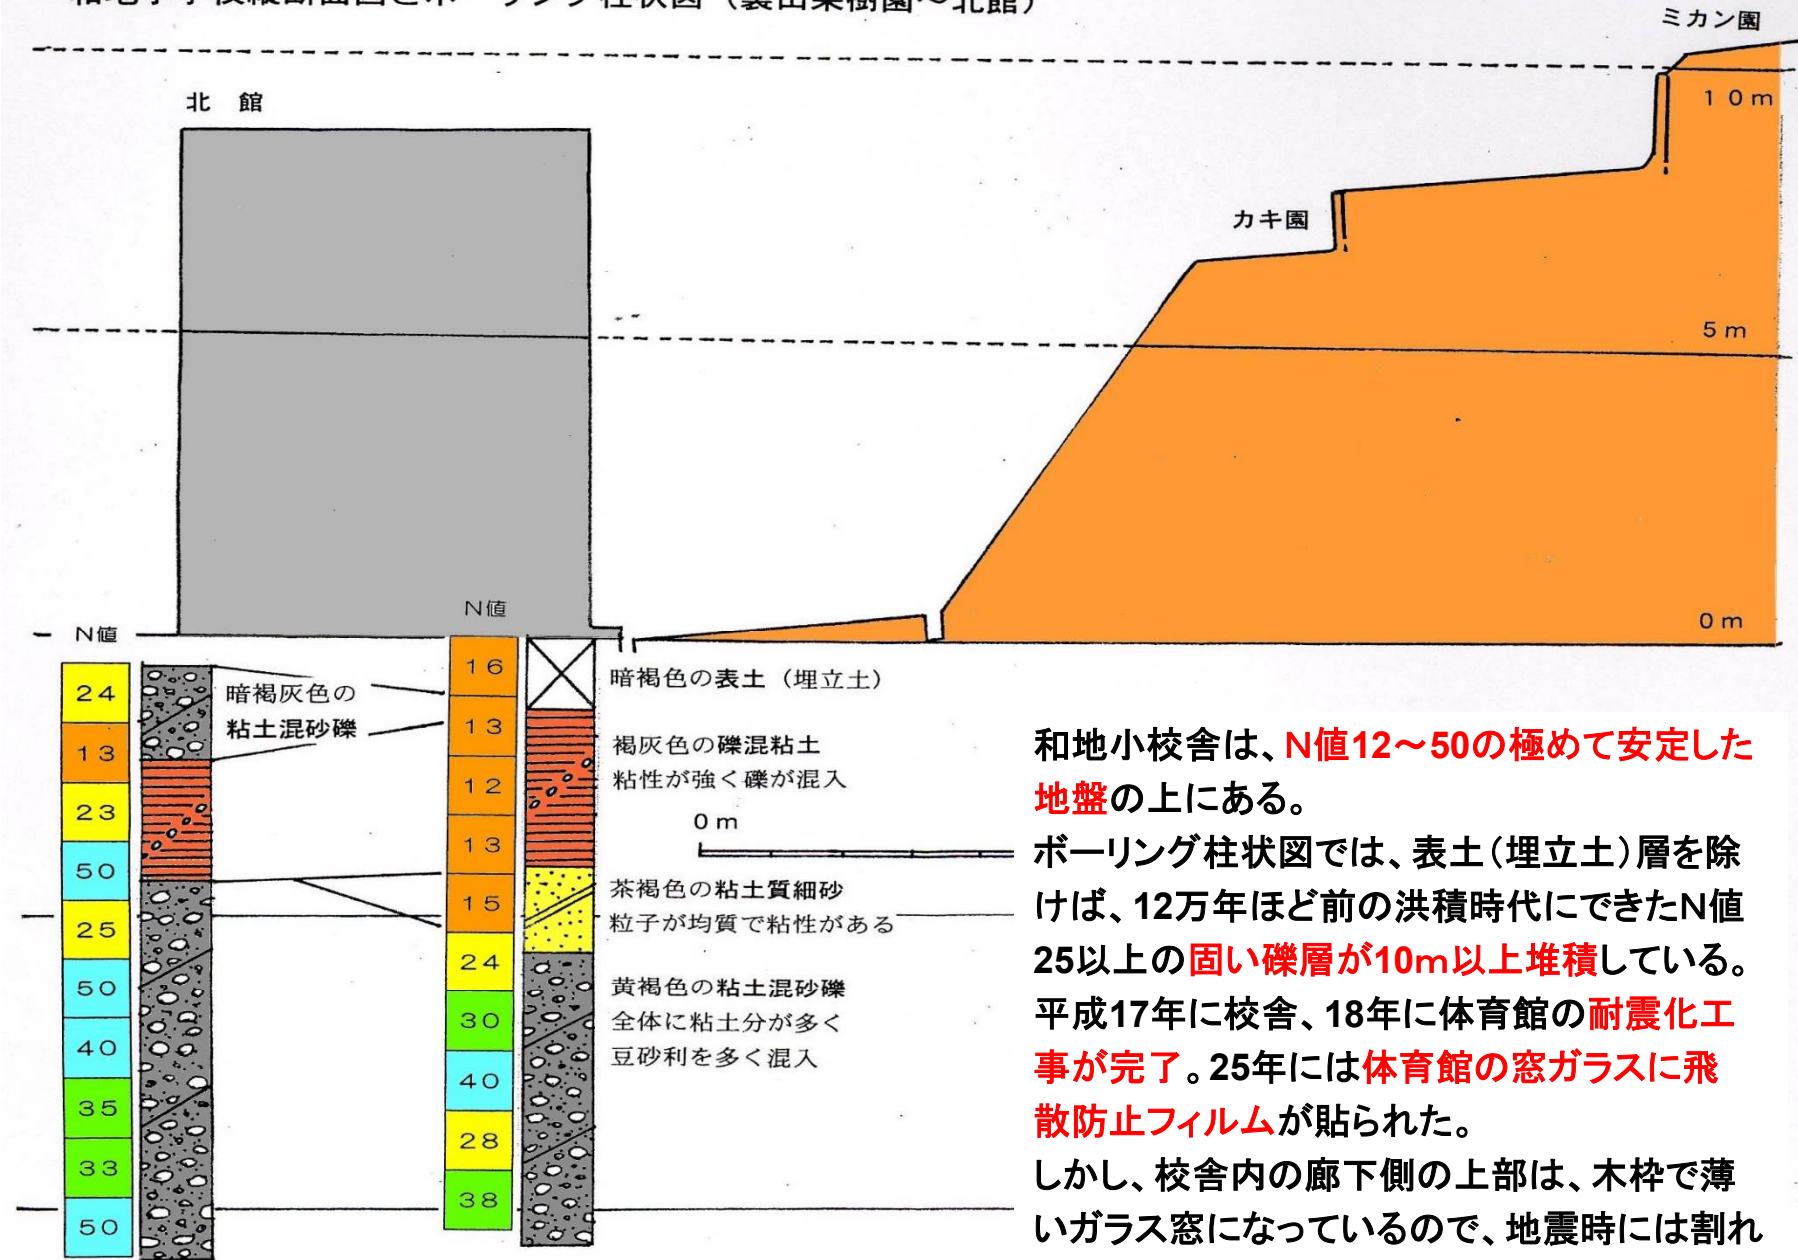 ミカン園
10m
北 館
カキ園
5m
0m
N値
N値
24
13
23
50
25
50
40
35
33
50
暗褐灰色の
粘土混砂礫
16
13
12
13
15
24
30
40
28
38
暗褐色の表土（埋立土）
褐灰色の礫混粘土
粘性が強く礫が混入
0m
茶褐色の粘土質細砂
粒子が均質で粘性がある
黄褐色の粘土混砂礫
全体に粘土分が多く
豆砂利を多く混入
和地小校舎は、N値12～50の極めて安定した
地盤の上にある。
ボーリング柱状図では、表土（埋立土）層を除
けば、12万年ほど前の洪積時代にできたN値
25以上の固い礫層が10m以上堆積している。
平成17年に校舎、18年に体育館の耐震化工
事が完了。25年には体育館の窓ガラスに飛
散防止フィルムが貼られた。
しかし、校舎内の廊下側の上部は、木枠で薄
いガラス窓になっているので、地震時には割れ